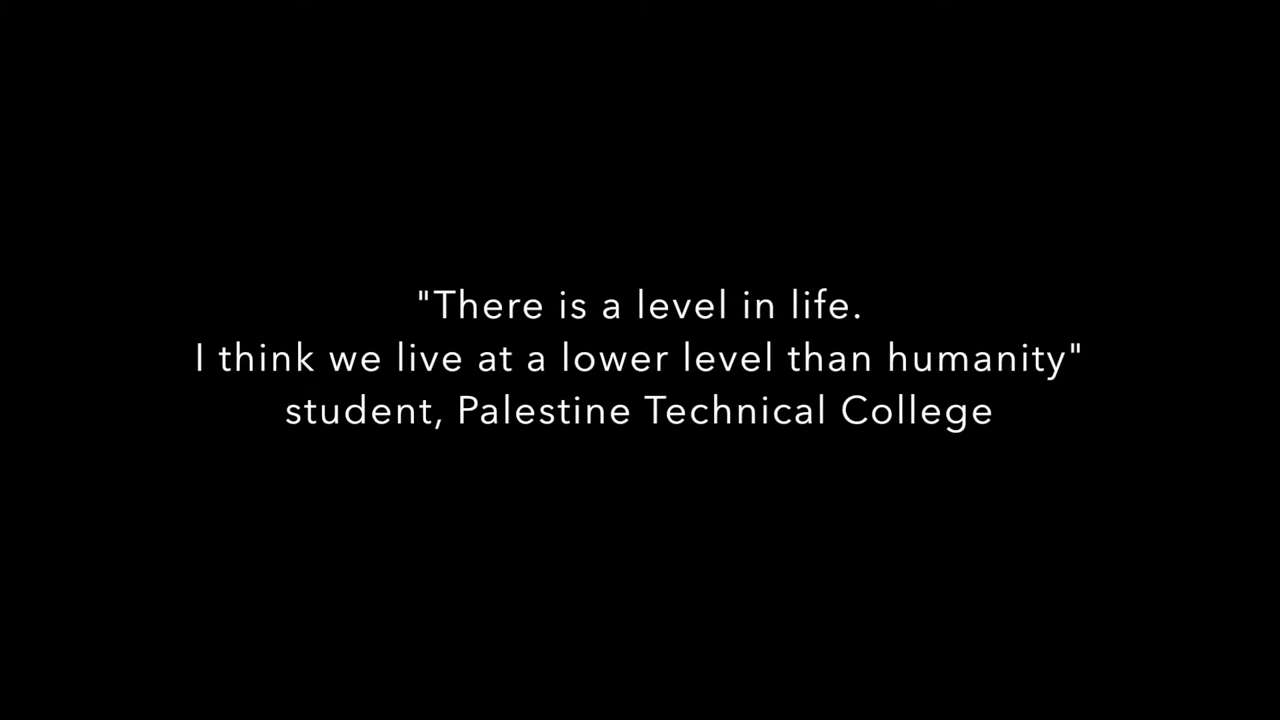 "There is a level in life.
I think we live at a lower level than humanity"
student, Palestine Technical College